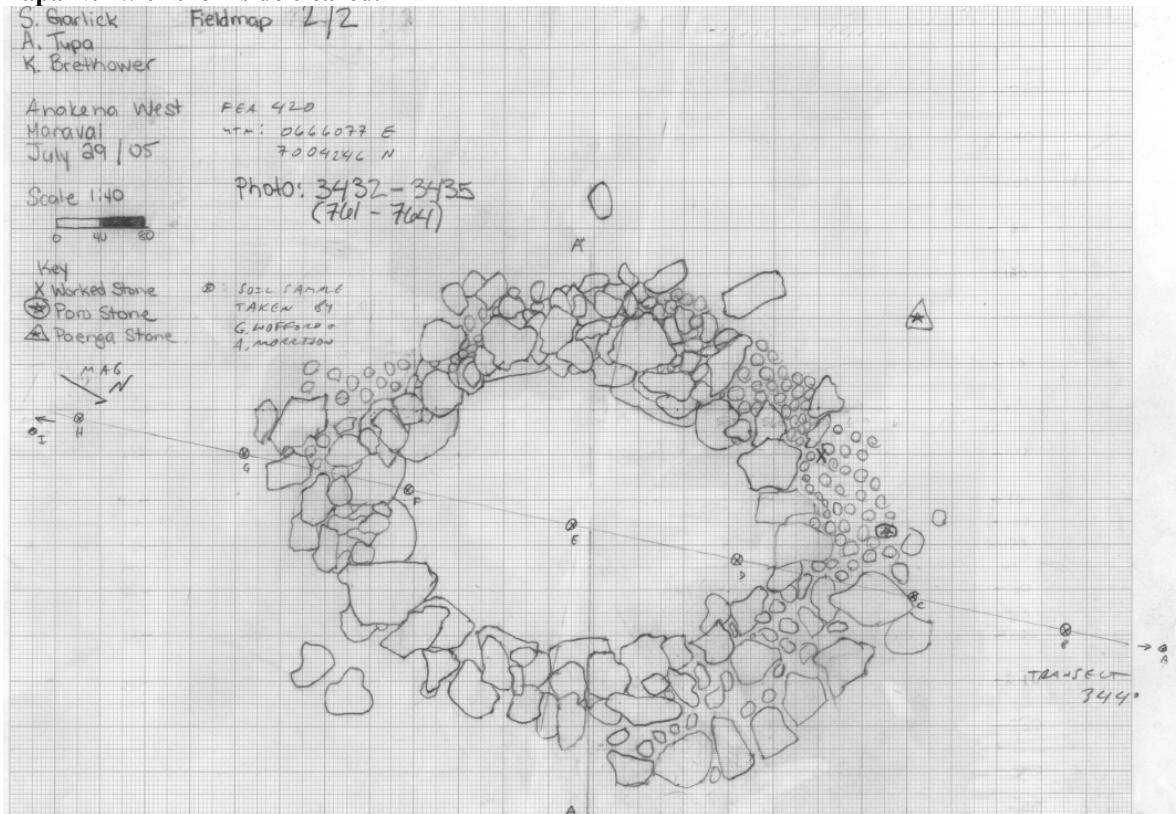 S. Garlick
A. Tupa
K. Brethower
Fieldmap 2/2
Anakena West
Maravai
July 29/05
FEA 420
UTM: 0666077 E
7004246 N
Scale 1:40
0 40 80
Photo: 3432-3435
(761-764)
Key
X Worked Stone
Poro Stone
Paenga Stone
SOIL SAMPLE
TAKEN BY
G. WOFFORD &
A. MORRISON
MAG
N
A'
I
H
G
F
E
D
C
B
A
X
TRANSECT
344°
A